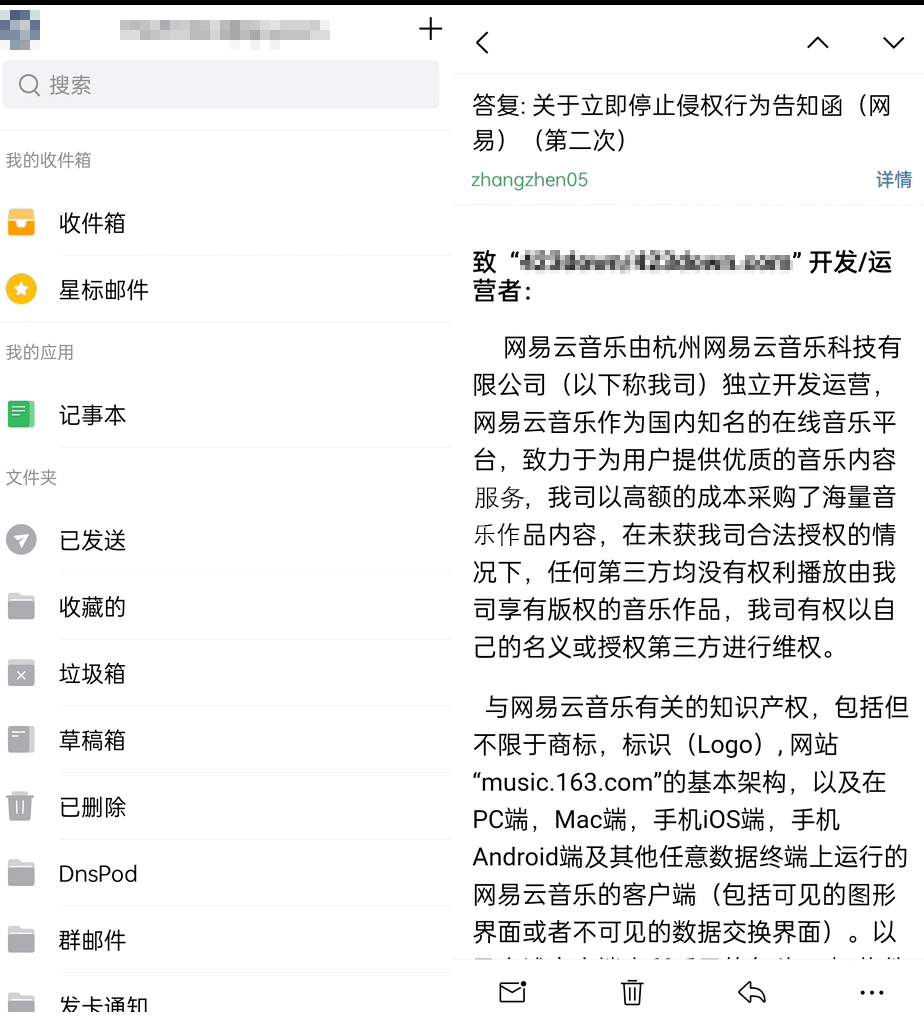 搜索
我的收件箱
收件箱
星标邮件
我的应用
记事本
文件夹
已发送
收藏的
垃圾箱
草稿箱
已删除
DnsPod
群邮件
发卡通知
答复: 关于立即停止侵权行为告知函（网
易）（第二次）
zhangzhen05
详情
致“423down/423down.com”开发/运
营者：
网易云音乐由杭州网易云音乐科技有
限公司（以下称我司）独立开发运营，
网易云音乐作为国内知名的在线音乐平
台，致力于为用户提供优质的音乐内容
服务，我司以高额的成本采购了海量音
乐作品内容，在未获我司合法授权的情
况下，任何第三方均没有权利播放由我
司享有版权的音乐作品，我司有权以自
己的名义或授权第三方进行维权。
与网易云音乐有关的知识产权，包括但
不限于商标，标识（Logo）, 网站
“music.163.com”的基本架构，以及在
PC端，Mac端，手机iOS端，手机
Android端及其他任意数据终端上运行的
网易云音乐的客户端（包括可见的图形
界面或者不可见的数据交换界面）。以